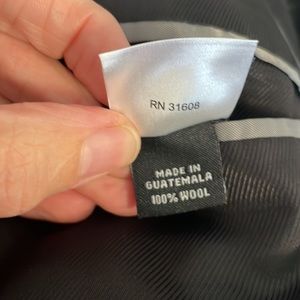 RN 31608
MADE IN
GUATEMALA
100% WOOL